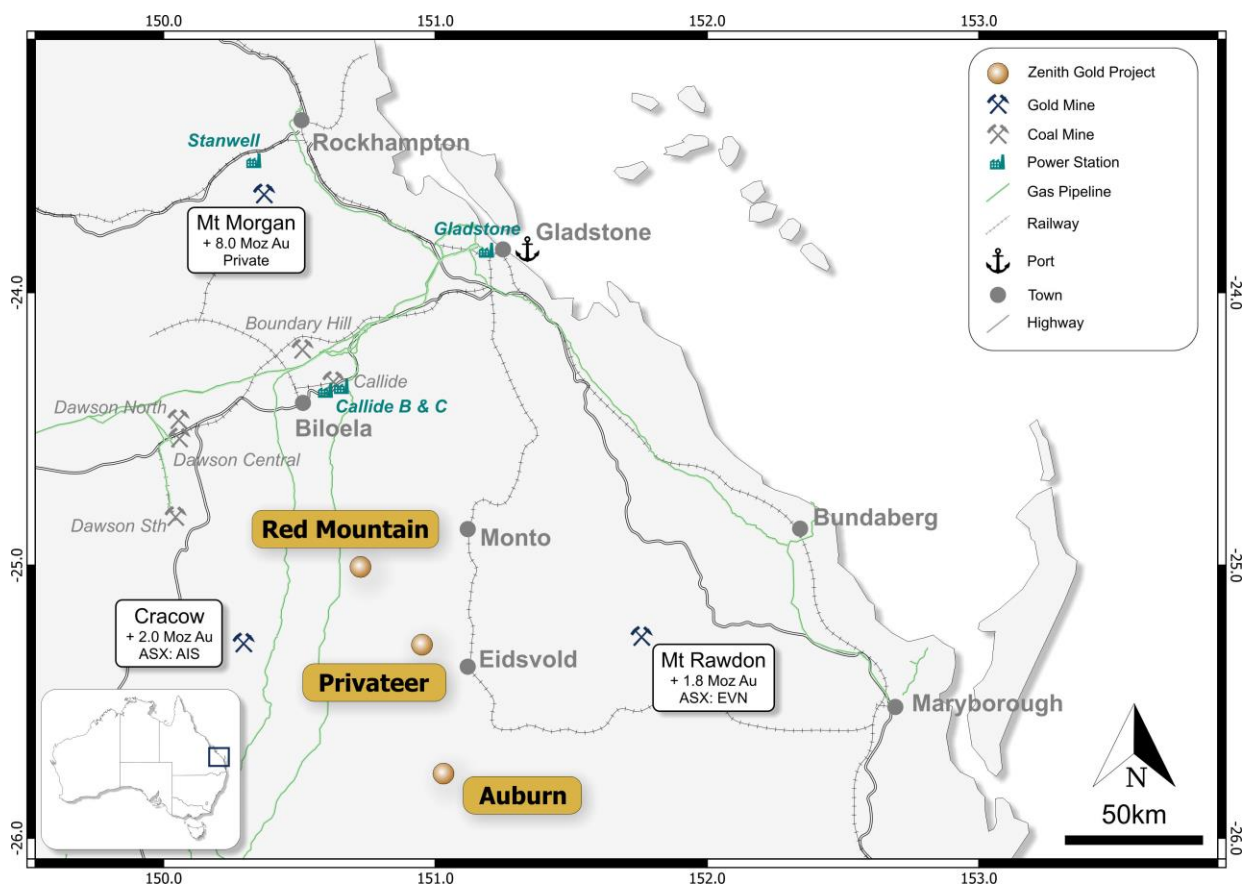 150.0
151.0
152.0
153.0
Zenith Gold Project
Gold Mine
Coal Mine
Power Station
Gas Pipeline
Railway
Port
Town
Highway
Stanwell
Rockhampton
Mt Morgan
+ 8.0 Moz Au
Private
Gladstone
Gladstone
-24.0
-24.0
Boundary Hill
Callide
Callide B & C
Biloela
Dawson North
Dawson Central
Dawson Sth
Red Mountain
Monto
Bundaberg
-25.0
-25.0
Cracow
+ 2.0 Moz Au
ASX: AIS
Privateer
Eidsvold
Mt Rawdon
+ 1.8 Moz Au
ASX: EVN
Maryborough
Auburn
N
50km
-26.0
-26.0
150.0
151.0
152.0
153.0